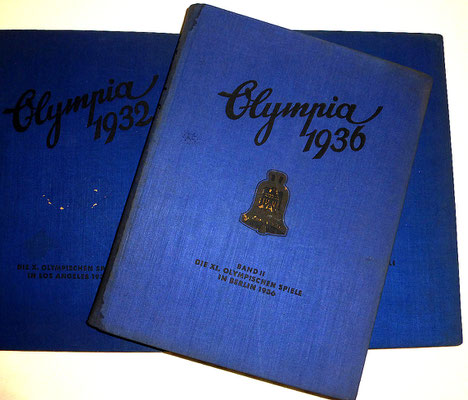 Olympia
1932
DIE X. OLYMPISCHEN
IN LOS ANGELES
Olympia
1936
BAND II
DIE XI. OLYMPISCHEN SPIELE
IN BERLIN 1936